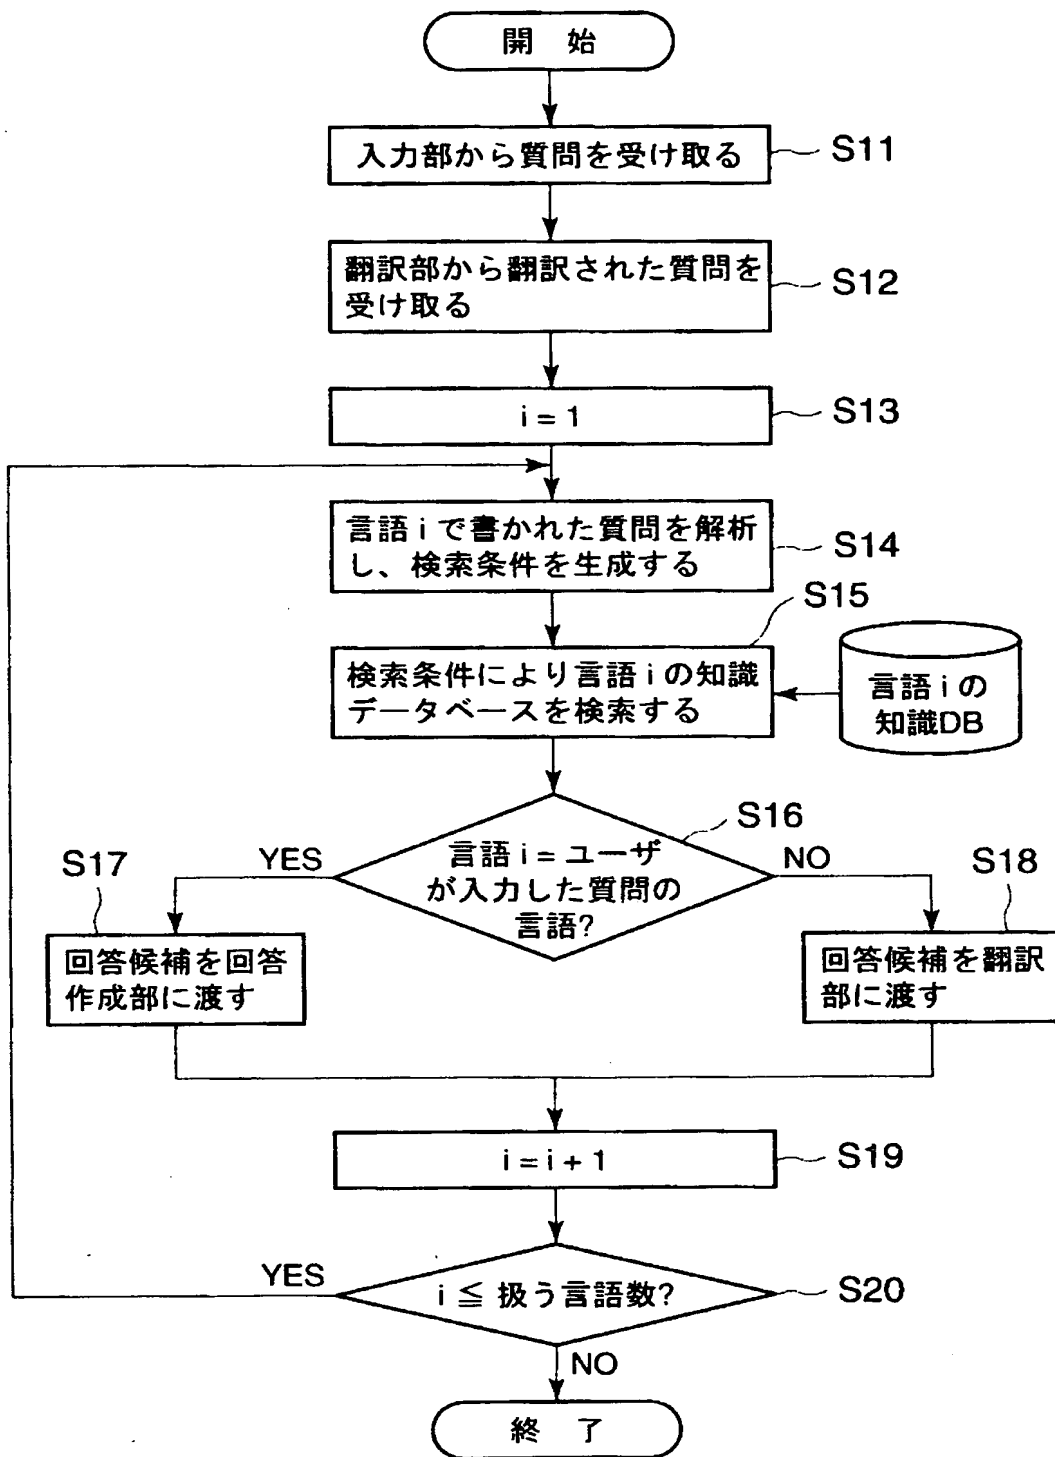 開 始
入力部から質問を受け取る
S11
翻訳部から翻訳された質問を
受け取る
S12
i = 1
S13
言語 i で書かれた質問を解析
し、検索条件を生成する
S14
S15
検索条件により言語 i の知識
データベースを検索する
言語 i の
知識DB
S16
言語 i = ユーザ
が入力した質問の
言語?
YES
NO
S17
回答候補を回答
作成部に渡す
S18
回答候補を翻訳
部に渡す
i = i + 1
S19
i ≦ 扱う言語数?
S20
YES
NO
終 了